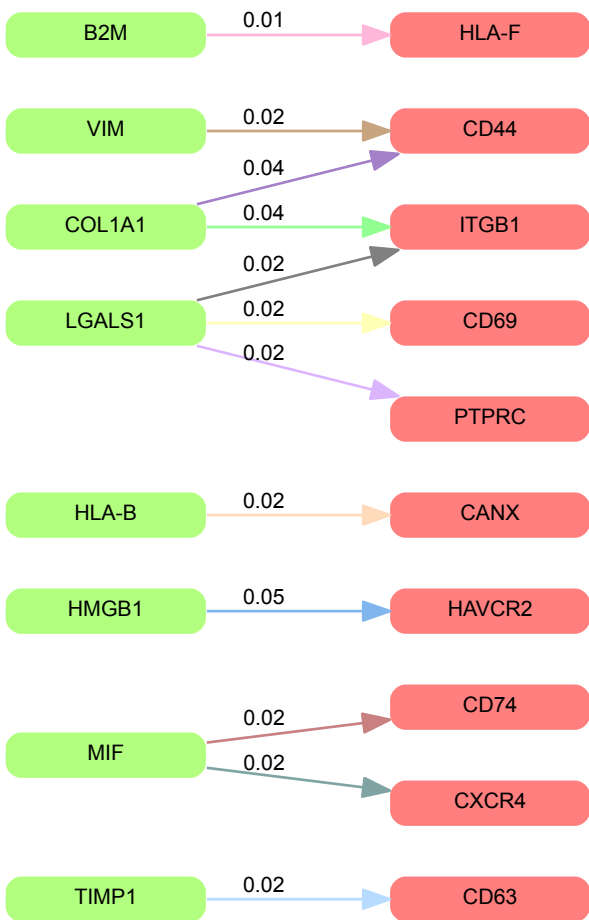 B2M 0.01 HLA-F
VIM 0.02 CD44
0.04
COL1A1 0.04 ITGB1
0.02
LGALS1 0.02 CD69
0.02
PTPRC
HLA-B 0.02 CANX
HMGB1 0.05 HAVCR2
0.02 CD74
MIF
0.02
CXCR4
TIMP1 0.02 CD63